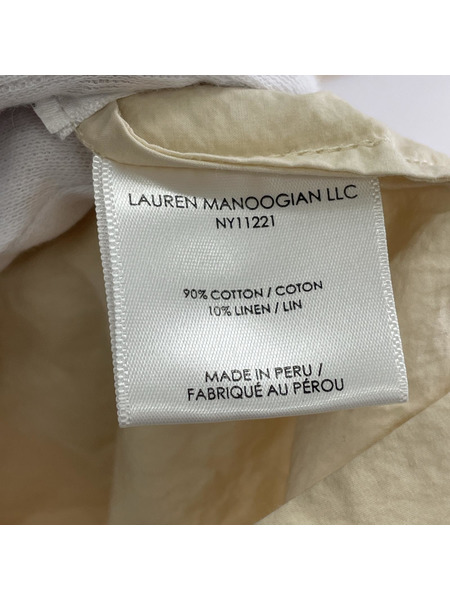 LAUREN MANOOGIAN LLC
NY11221
90% COTTON / COTON
10% LINEN / LIN
MADE IN PERU /
FABRIQUÉ AU PÉROU